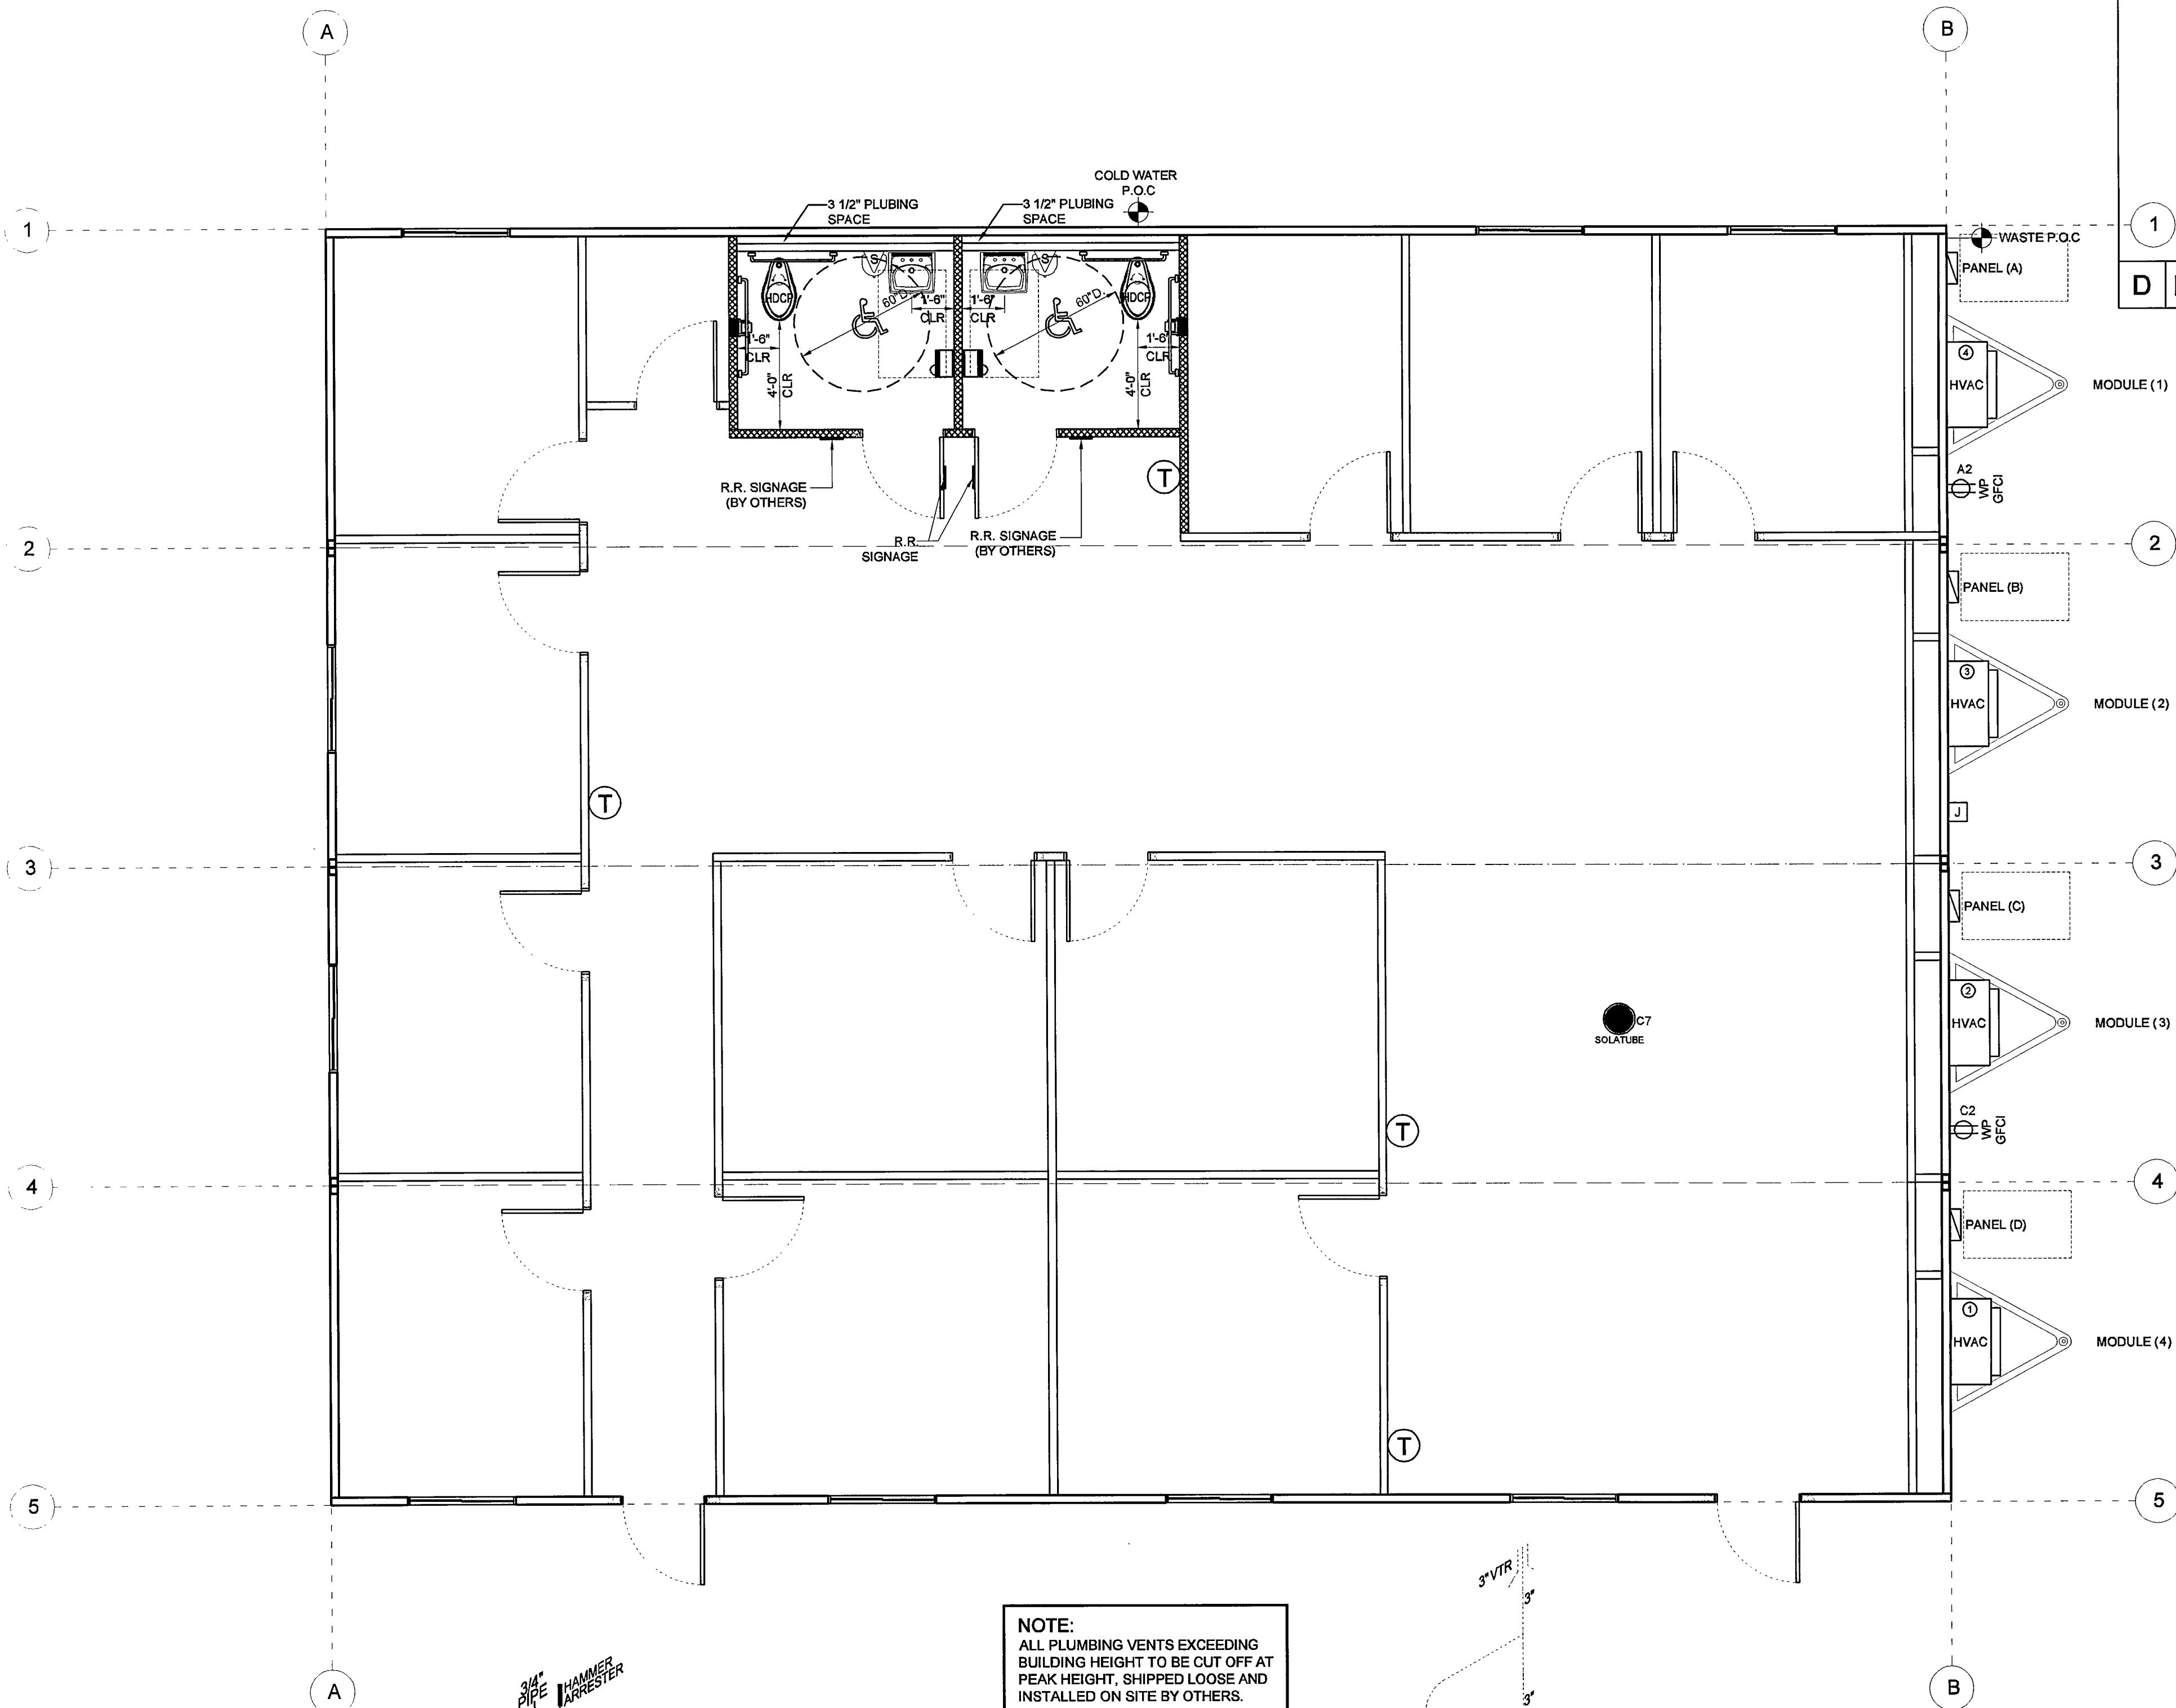 A
B
COLD WATER
P.O.C
3 1/2" PLUBING
SPACE
3 1/2" PLUBING
SPACE
1
1
WASTE P.O.C
PANEL (A)
D
S
S
HDCP
HDCP
60"D.
60"D.
1'-6"
CLR
1'-6"
CLR
1'-6"
CLR
1'-6"
CLR
4'-0"
CLR
4'-0"
CLR
4
HVAC
MODULE (1)
A2
WP
GFCI
T
R.R. SIGNAGE
(BY OTHERS)
R.R.
SIGNAGE
R.R. SIGNAGE
(BY OTHERS)
2
2
PANEL (B)
3
HVAC
MODULE (2)
T
J
3
3
PANEL (C)
2
HVAC
MODULE (3)
C7
SOLATUBE
C2
WP
GFCI
T
4
4
PANEL (D)
1
HVAC
MODULE (4)
T
5
5
3" VTR
3"
3"
NOTE:
ALL PLUMBING VENTS EXCEEDING
BUILDING HEIGHT TO BE CUT OFF AT
PEAK HEIGHT, SHIPPED LOOSE AND
INSTALLED ON SITE BY OTHERS.
3/4"
PIPE
HAMMER
ARRESTER
A
B